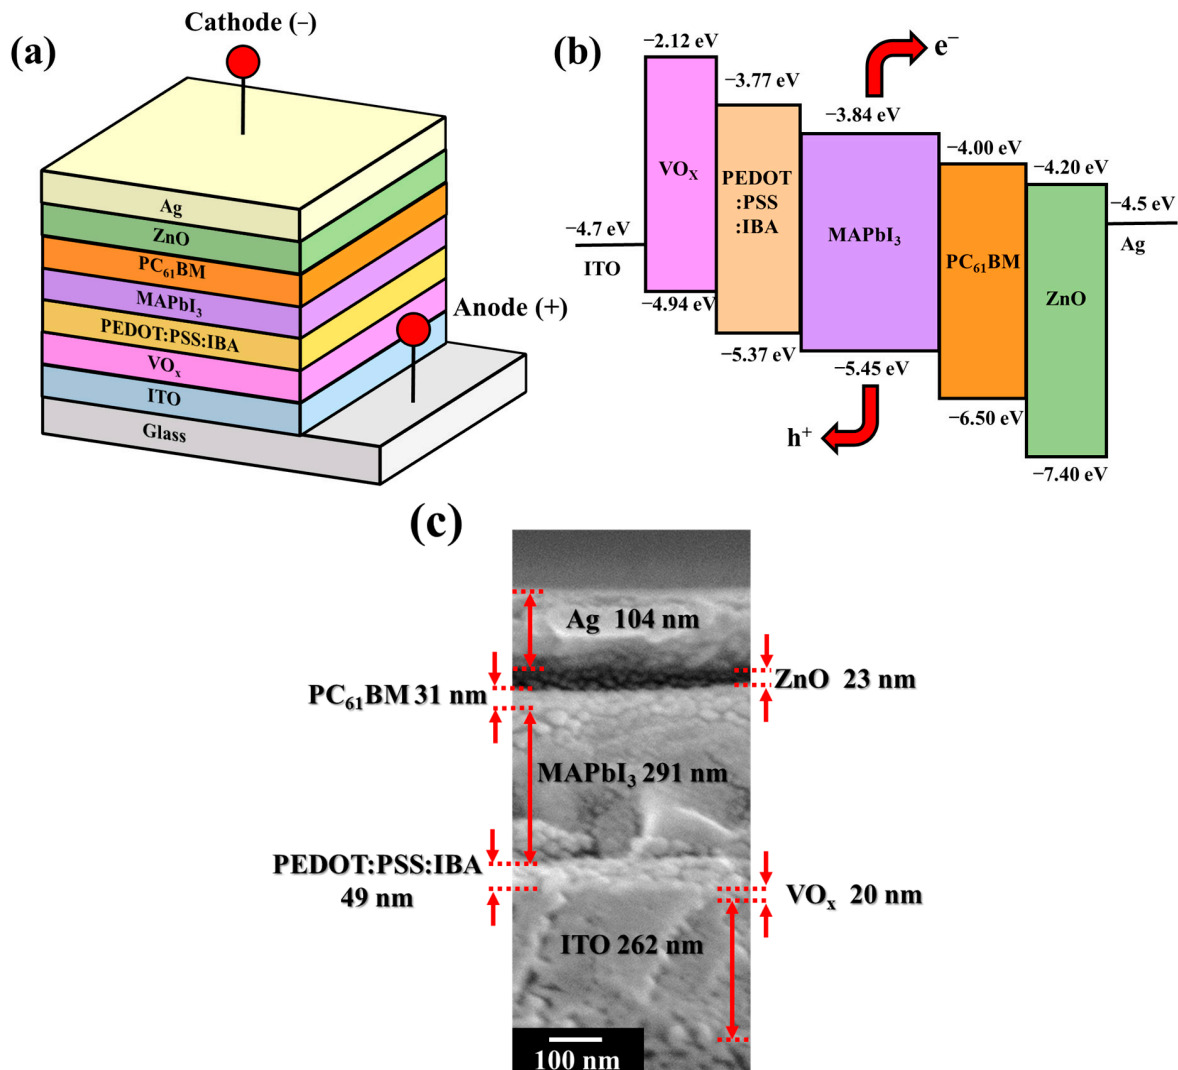 (a)
Cathode (−)
Ag
ZnO
PC₆₁BM
MAPbI₃
PEDOT:PSS:IBA
VOₓ
ITO
Glass
Anode (+)
(b)
−2.12 eV
−3.77 eV
e⁻
−3.84 eV
−4.00 eV
−4.20 eV
−4.5 eV
Ag
−4.7 eV
ITO
VOₓ
PEDOT
:PSS
:IBA
MAPbI₃
PC₆₁BM
ZnO
−4.94 eV
−5.37 eV
−5.45 eV
−6.50 eV
−7.40 eV
h⁺
(c)
Ag 104 nm
ZnO 23 nm
PC₆₁BM 31 nm
MAPbI₃ 291 nm
PEDOT:PSS:IBA
49 nm
VOₓ 20 nm
ITO 262 nm
100 nm